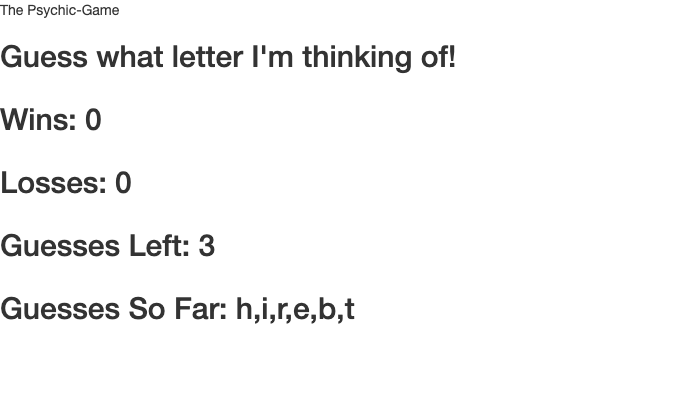 The Psychic-Game
Guess what letter I'm thinking of!
Wins: 0
Losses: 0
Guesses Left: 3
Guesses So Far: h,i,r,e,b,t